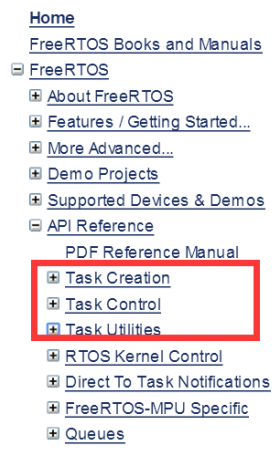 Home
FreeRTOS Books and Manuals
FreeRTOS
About FreeRTOS
Features / Getting Started...
More Advanced...
Demo Projects
Supported Devices & Demos
API Reference
PDF Reference Manual
Task Creation
Task Control
Task Utilities
RTOS Kernel Control
Direct To Task Notifications
FreeRTOS-MPU Specific
Queues